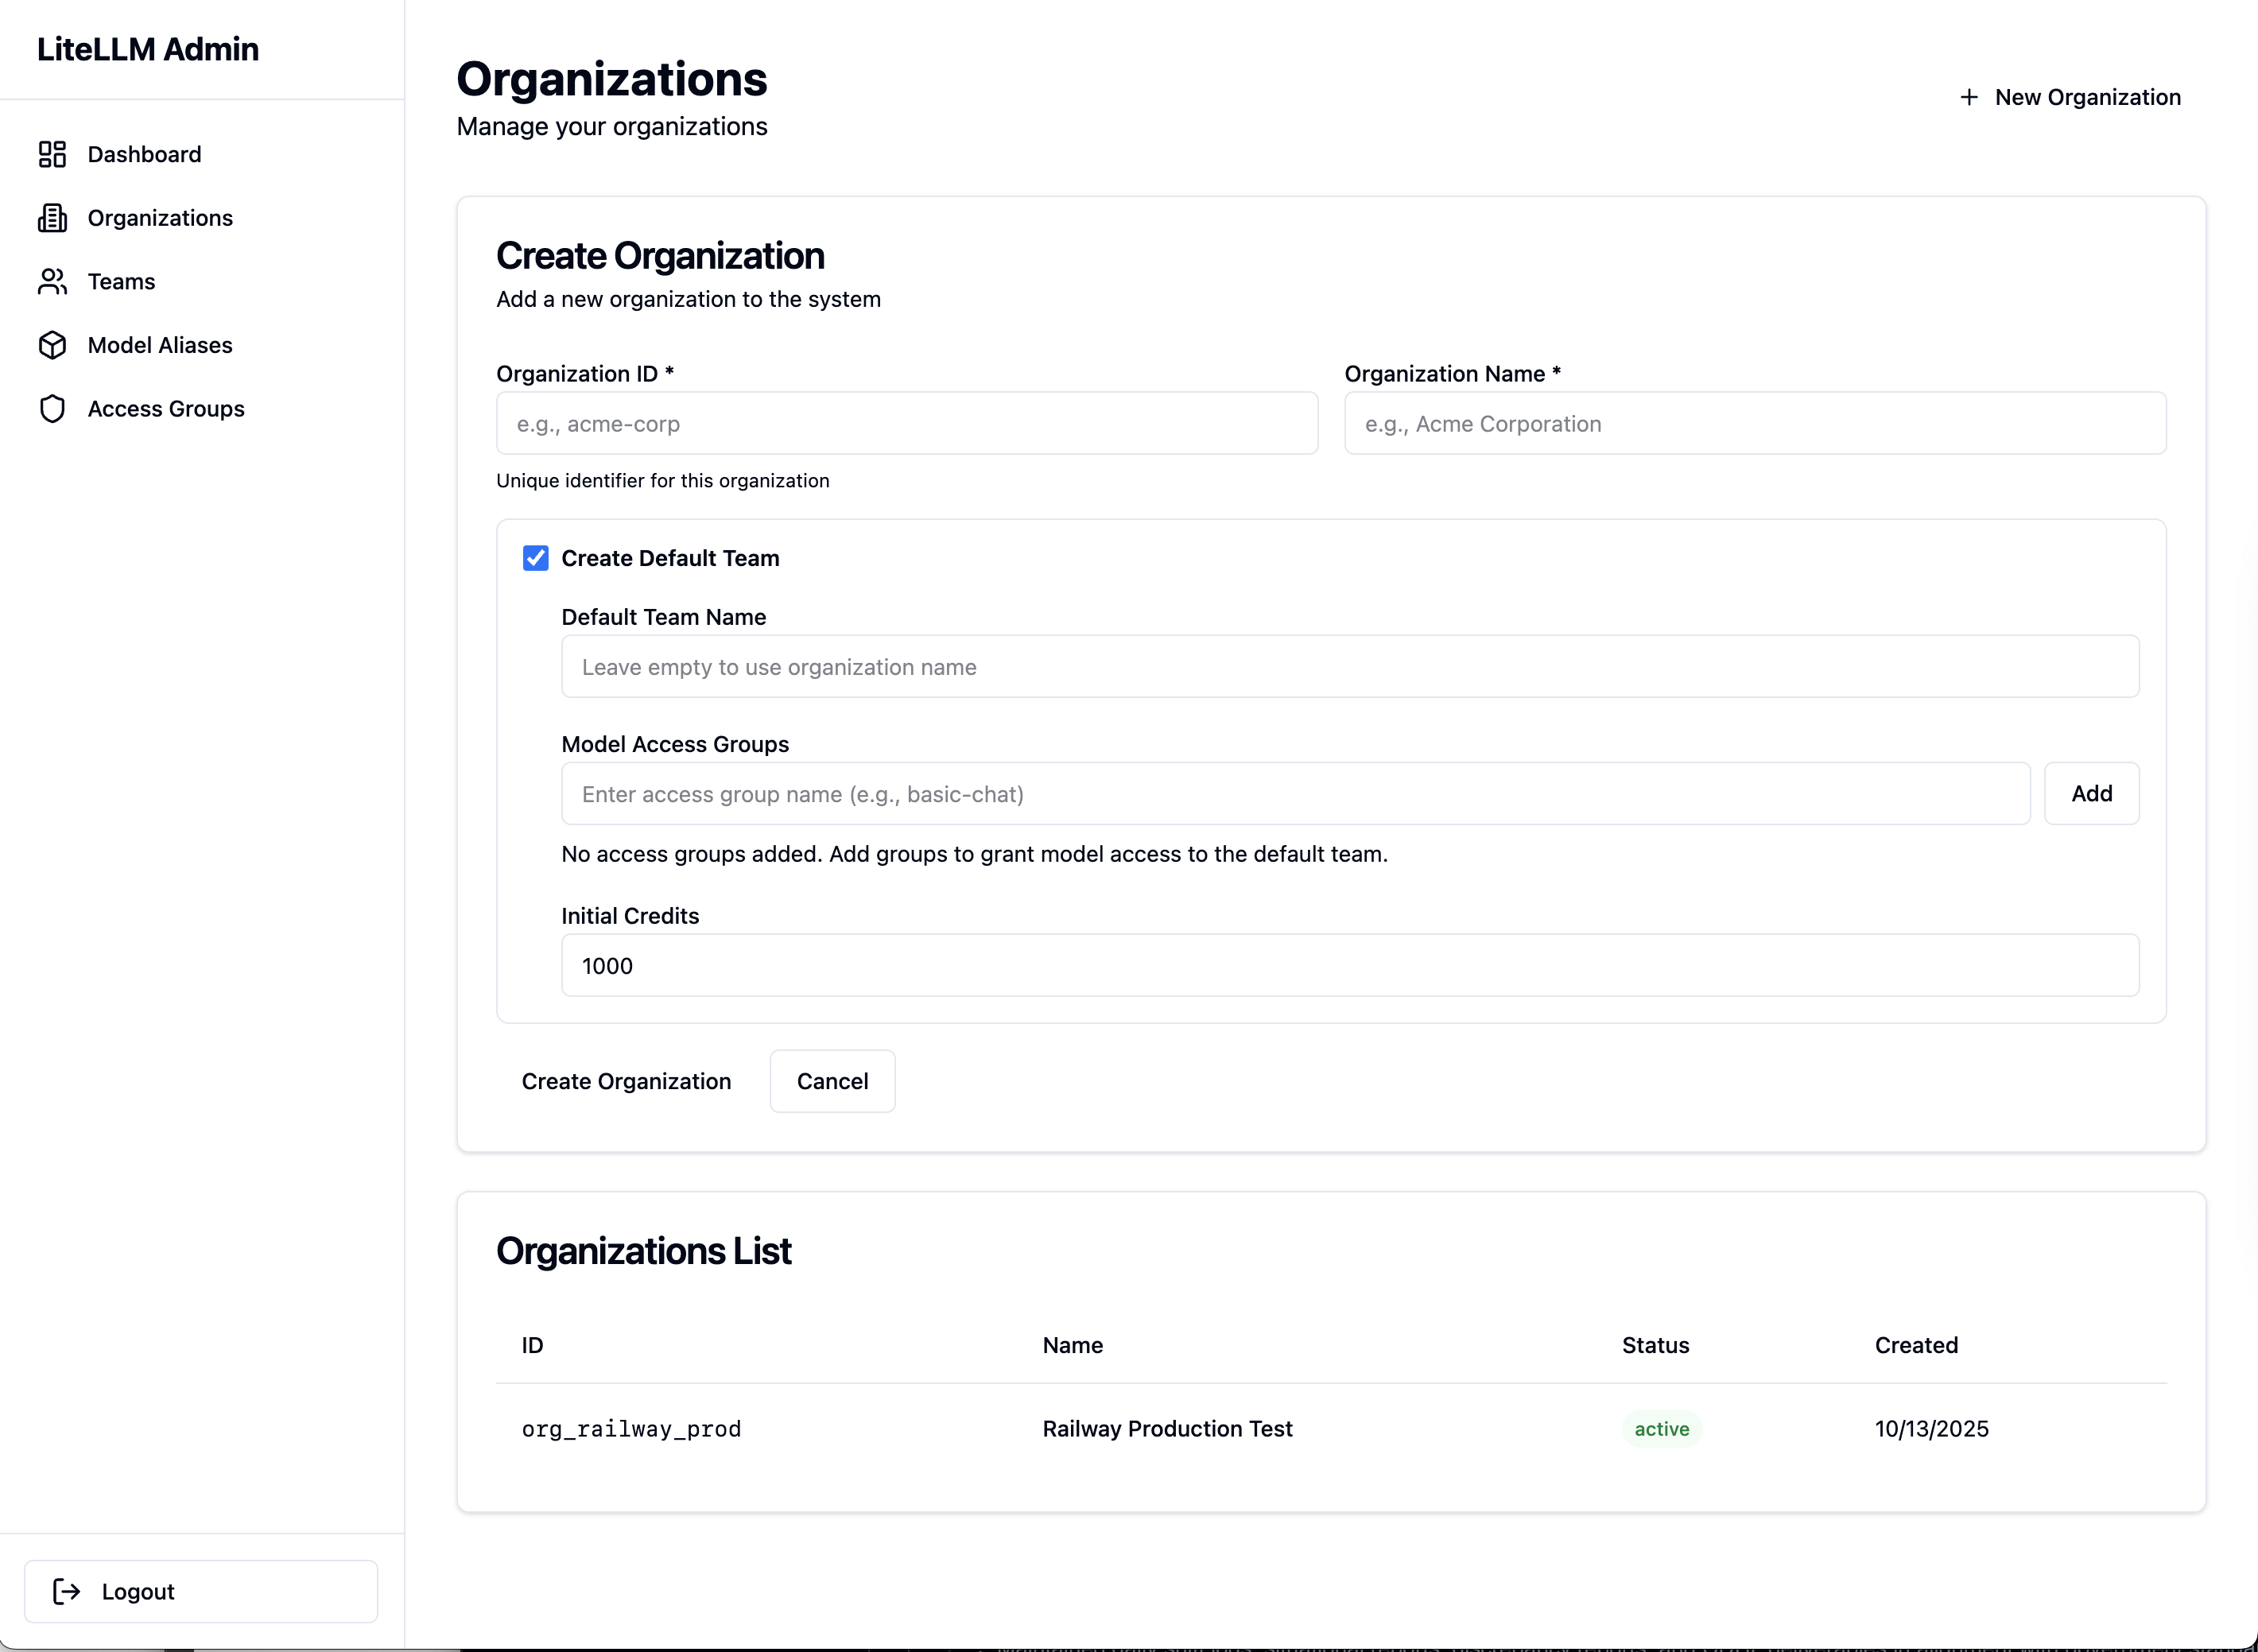 LiteLLM Admin
Dashboard
Organizations
Teams
Model Aliases
Access Groups
Logout
Organizations
Manage your organizations
New Organization
Create Organization
Add a new organization to the system
Organization ID *
e.g., acme-corp
Unique identifier for this organization
Organization Name *
e.g., Acme Corporation
Create Default Team
Default Team Name
Leave empty to use organization name
Model Access Groups
Enter access group name (e.g., basic-chat)
Add
No access groups added. Add groups to grant model access to the default team.
Initial Credits
1000
Create Organization
Cancel
Organizations List
ID Name Status Created
org_railway_prod Railway Production Test active 10/13/2025